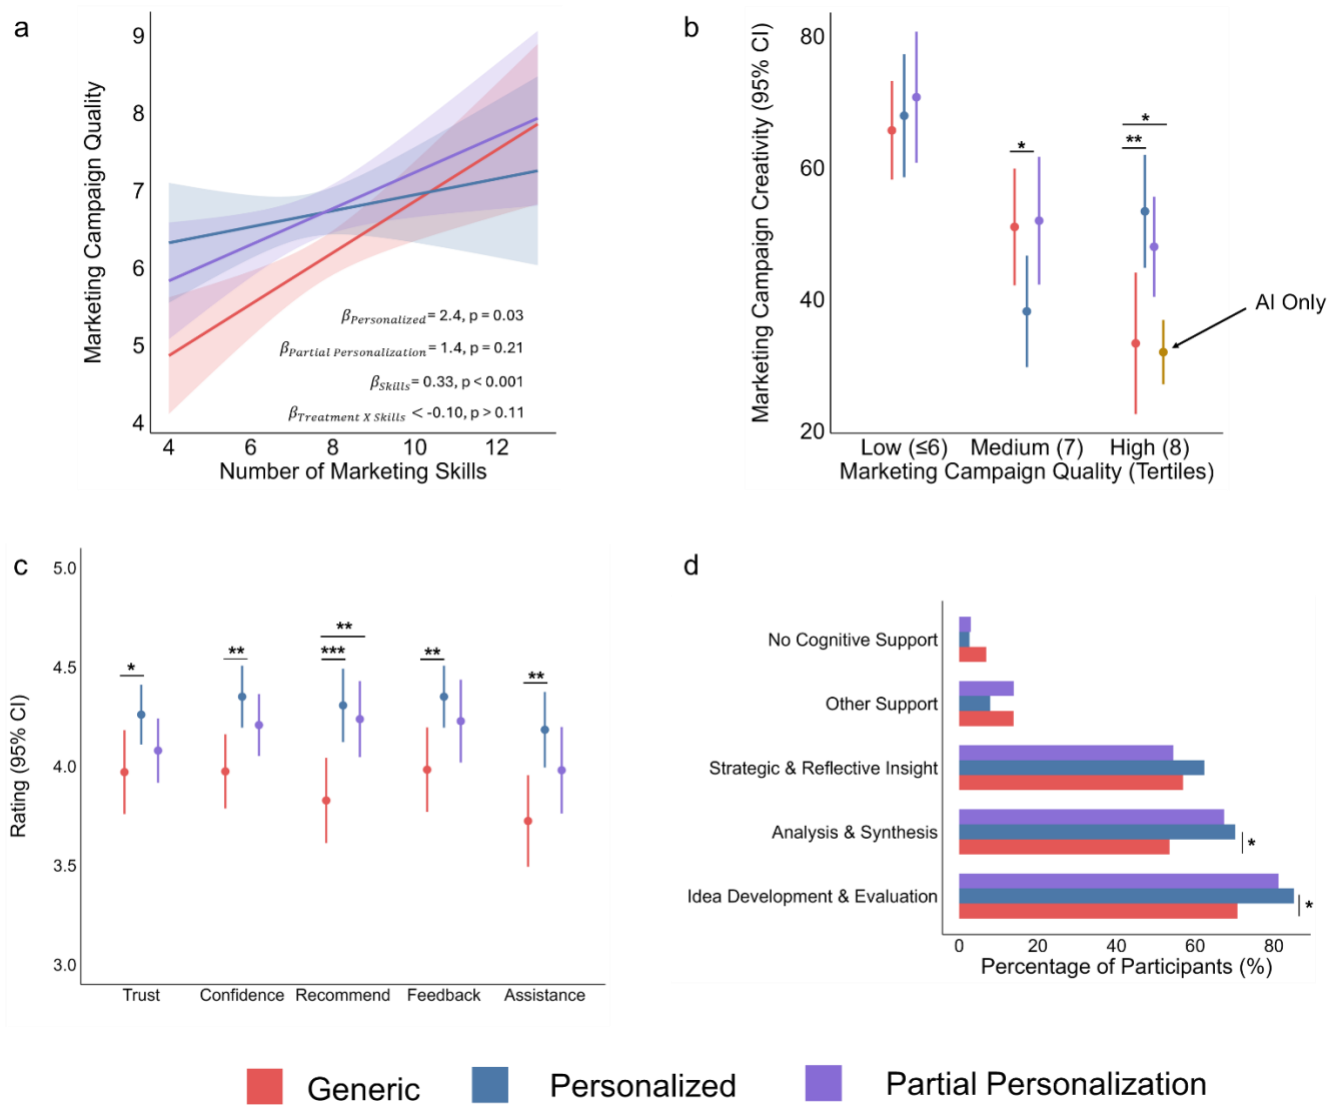 a
9
8
7
6
5
4
Marketing Campaign Quality
β_Personalized = 2.4, p = 0.03
β_Partial Personalization = 1.4, p = 0.21
β_Skills = 0.33, p < 0.001
β_Treatment X Skills < -0.10, p > 0.11
4 6 8 10 12
Number of Marketing Skills
b
80
60
40
20
Marketing Campaign Creativity (95% CI)
*
*
**
AI Only
Low (≤6) Medium (7) High (8)
Marketing Campaign Quality (Tertiles)
c
5.0
4.5
4.0
3.5
3.0
Rating (95% CI)
* ** ** *** ** **
Trust Confidence Recommend Feedback Assistance
d
No Cognitive Support
Other Support
Strategic & Reflective Insight
Analysis & Synthesis
*
Idea Development & Evaluation
*
0 20 40 60 80
Percentage of Participants (%)
Generic Personalized Partial Personalization